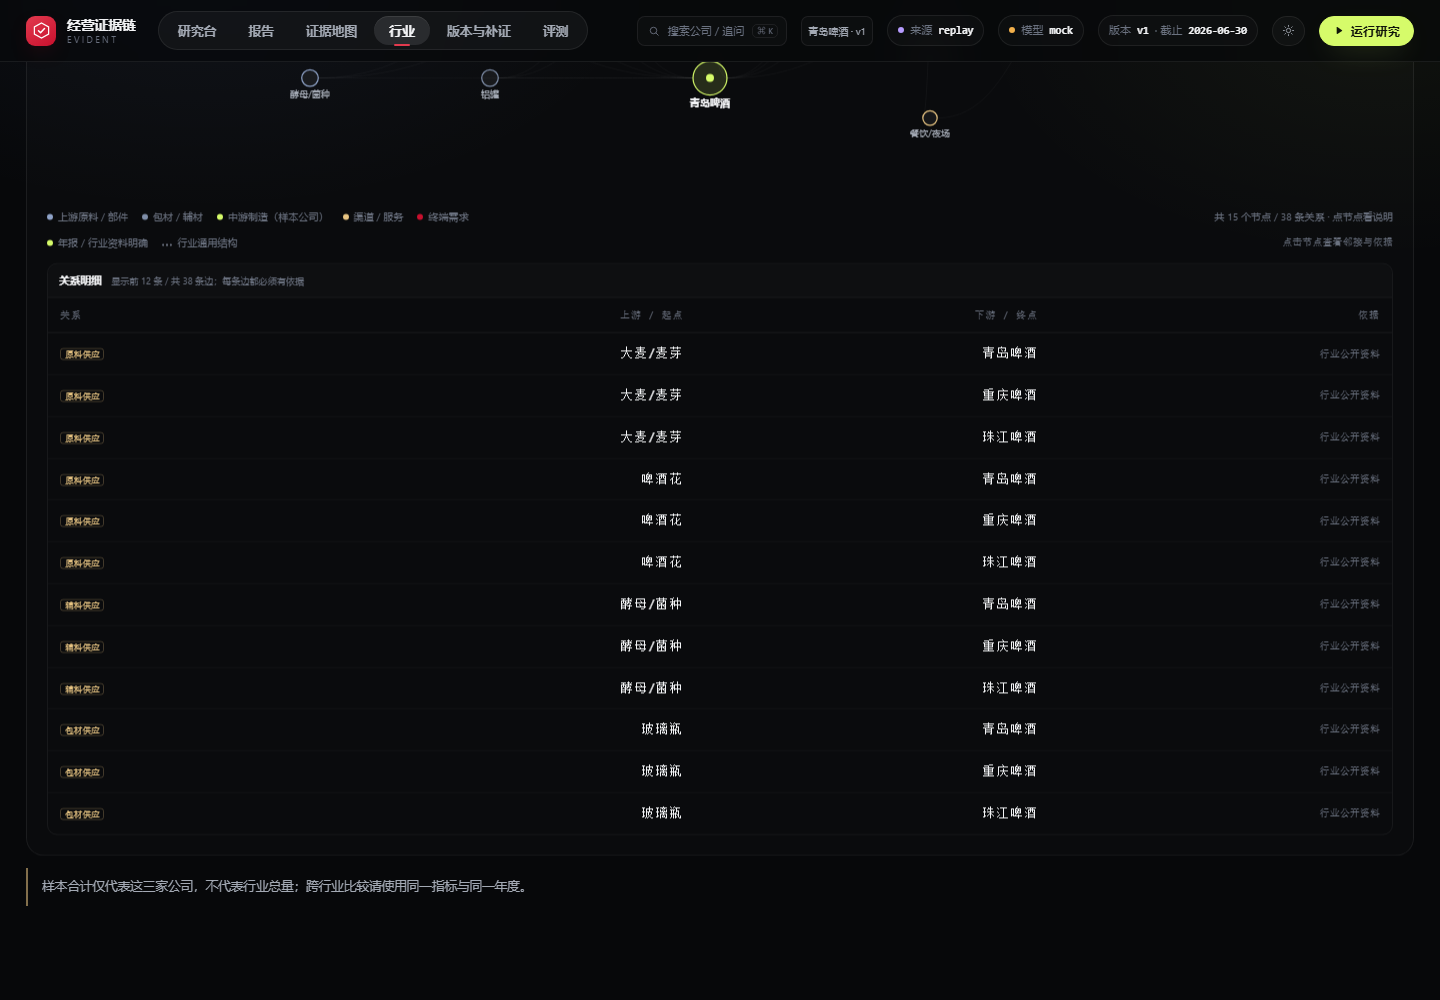 经营证据链
EVIDENT
研究台 报告 证据地图 行业 版本与补证 评测
搜索公司 / 追问 ⌘ K
青岛啤酒 · v1
来源 replay
模型 mock
版本 v1 · 截止 2026-06-30
运行研究
酵母/菌种 铝罐 青岛啤酒
餐饮/夜场
上游原料 / 部件 包材 / 辅材 中游制造（样本公司） 渠道 / 服务 终端需求 共 15 个节点 / 38 条关系 · 点节点看说明
年报 / 行业资料明确 行业通用结构 点击节点查看邻接与依据
关系明细 显示前 12 条 / 共 38 条边；每条边都必须有依据
关系 上游 / 起点 下游 / 终点 依据
原料供应 大麦/麦芽 青岛啤酒 行业公开资料
原料供应 大麦/麦芽 重庆啤酒 行业公开资料
原料供应 大麦/麦芽 珠江啤酒 行业公开资料
原料供应 啤酒花 青岛啤酒 行业公开资料
原料供应 啤酒花 重庆啤酒 行业公开资料
原料供应 啤酒花 珠江啤酒 行业公开资料
辅料供应 酵母/菌种 青岛啤酒 行业公开资料
辅料供应 酵母/菌种 重庆啤酒 行业公开资料
辅料供应 酵母/菌种 珠江啤酒 行业公开资料
包材供应 玻璃瓶 青岛啤酒 行业公开资料
包材供应 玻璃瓶 重庆啤酒 行业公开资料
包材供应 玻璃瓶 珠江啤酒 行业公开资料
样本合计仅代表这三家公司，不代表行业总量；跨行业比较请使用同一指标与同一年度。